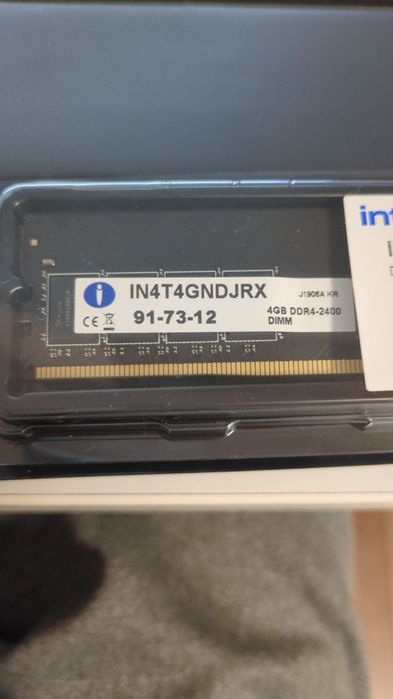 IN4T4GNDJRX
J1906A KR
91-73-12
4GB DDR4-2400
DIMM
int